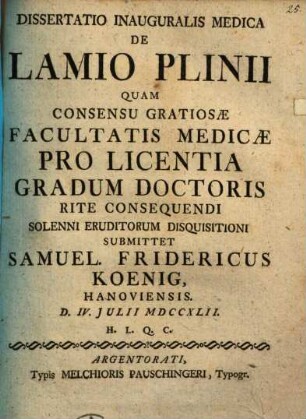 25.
DISSERTATIO INAUGURALIS MEDICA
DE
LAMIO PLINII
QUAM
CONSENSU GRATIOSÆ
FACULTATIS MEDICÆ
PRO LICENTIA
GRADUM DOCTORIS
RITE CONSEQUENDI
SOLENNI ERUDITORUM DISQUISITIONI
SUBMITTET
SAMUEL. FRIDERICUS
KOENIG,
HANOVIENSIS.
D. IV. JULII MDCCXLII.
H. L. Q. C.
ARGENTORATI,
Typis MELCHIORIS PAUSCHINGERI, Typogr.